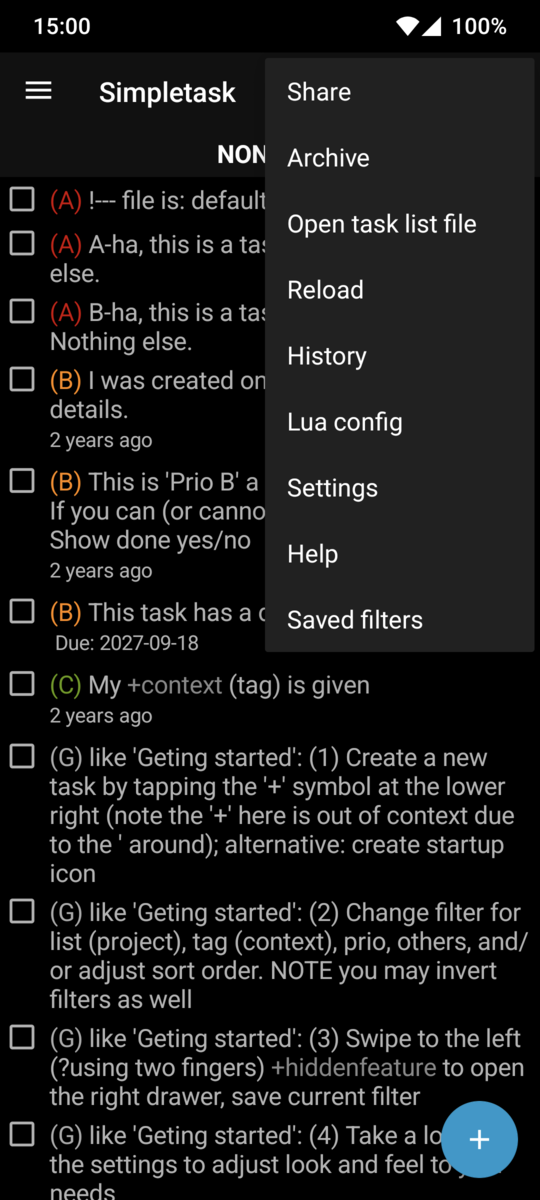 15:00
100%
Simpletask
Share
Archive
Open task list file
Reload
History
Lua config
Settings
Help
Saved filters
NON
(A) !--- file is: default
(A) A-ha, this is a
else.
(A) B-ha, this is a
Nothing else.
(B) I was created on
details.
2 years ago
(B) This is 'Prio B' a
If you can (or canno
Show done yes/no
2 years ago
(B) This task has a
Due: 2027-09-18
(C) My +context (tag) is given
2 years ago
(G) like 'Geting started': (1) Create a new
task by tapping the '+' symbol at the lower
right (note the '+' here is out of context due
to the ' around); alternative: create startup
icon
(G) like 'Geting started': (2) Change filter for
list (project), tag (context), prio, others, and/
or adjust sort order. NOTE you may invert
filters as well
(G) like 'Geting started': (3) Swipe to the left
(?using two fingers) +hiddenfeature to open
the right drawer, save current filter
(G) like 'Geting started': (4) Take a lo
the settings to adjust look and feel to
needs
+